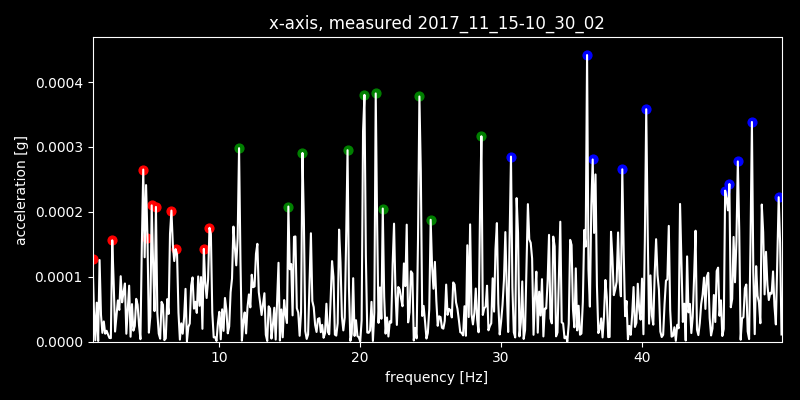 x-axis, measured 2017_11_15-10_30_02
acceleration [g]
0.0004
0.0003
0.0002
0.0001
0.0000
10 20 30 40
frequency [Hz]